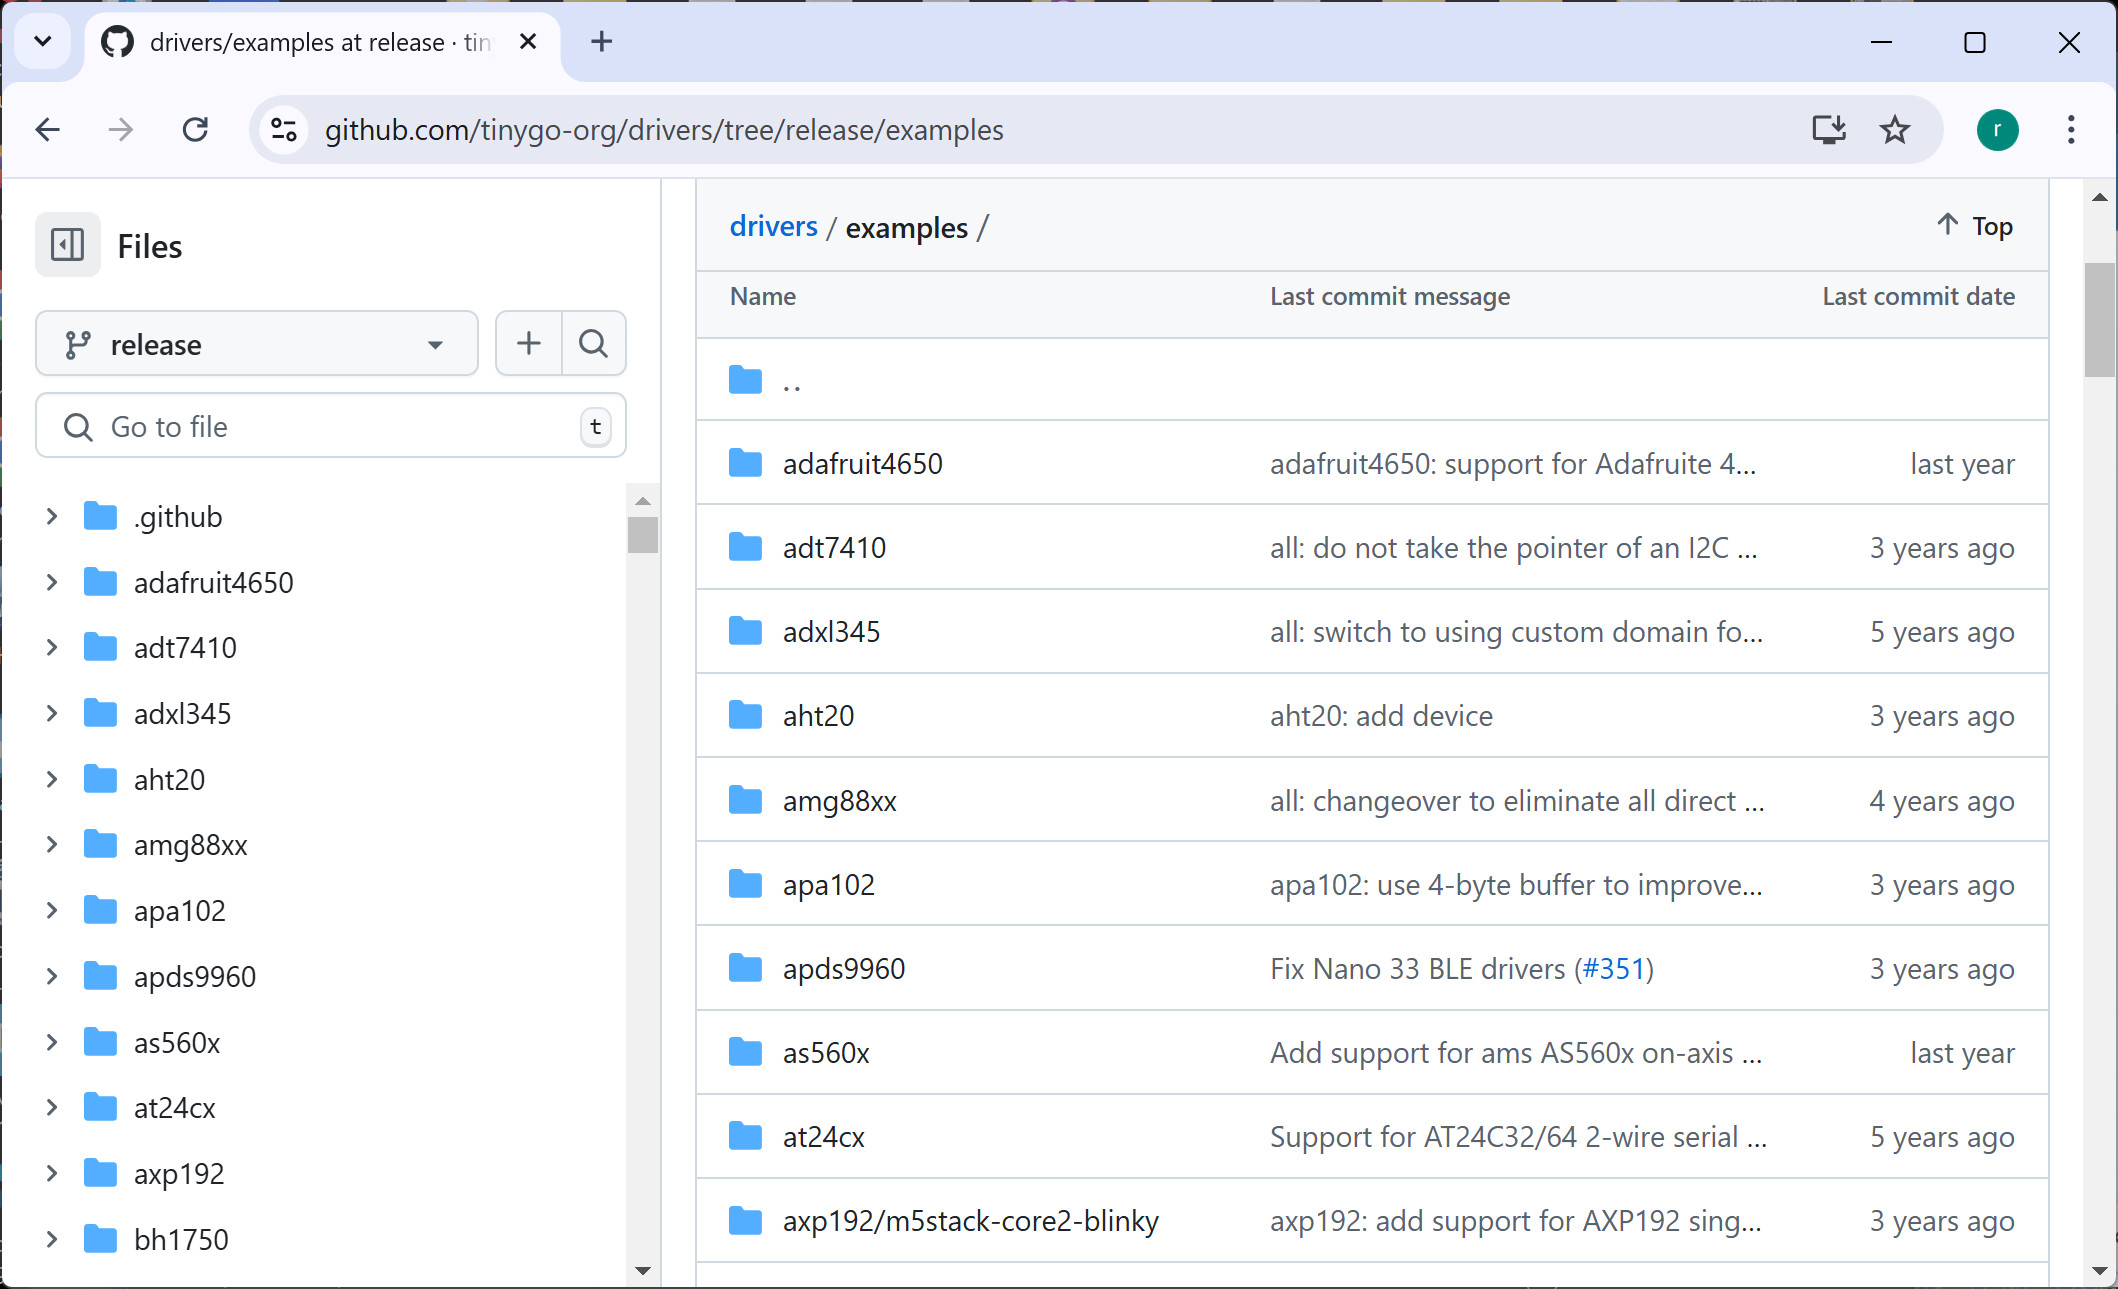 drivers/examples at release · tin
github.com/tinygo-org/drivers/tree/release/examples
r
Files
release
Go to file
t
.github
adafruit4650
adt7410
adxl345
aht20
amg88xx
apa102
apds9960
as560x
at24cx
axp192
bh1750
drivers / examples /
Top
Name Last commit message Last commit date
..
adafruit4650 adafruit4650: support for Adafruite 4... last year
adt7410 all: do not take the pointer of an I2C ... 3 years ago
adxl345 all: switch to using custom domain fo... 5 years ago
aht20 aht20: add device 3 years ago
amg88xx all: changeover to eliminate all direct ... 4 years ago
apa102 apa102: use 4-byte buffer to improve... 3 years ago
apds9960 Fix Nano 33 BLE drivers (#351) 3 years ago
as560x Add support for ams AS560x on-axis ... last year
at24cx Support for AT24C32/64 2-wire serial ... 5 years ago
axp192/m5stack-core2-blinky axp192: add support for AXP192 sing... 3 years ago